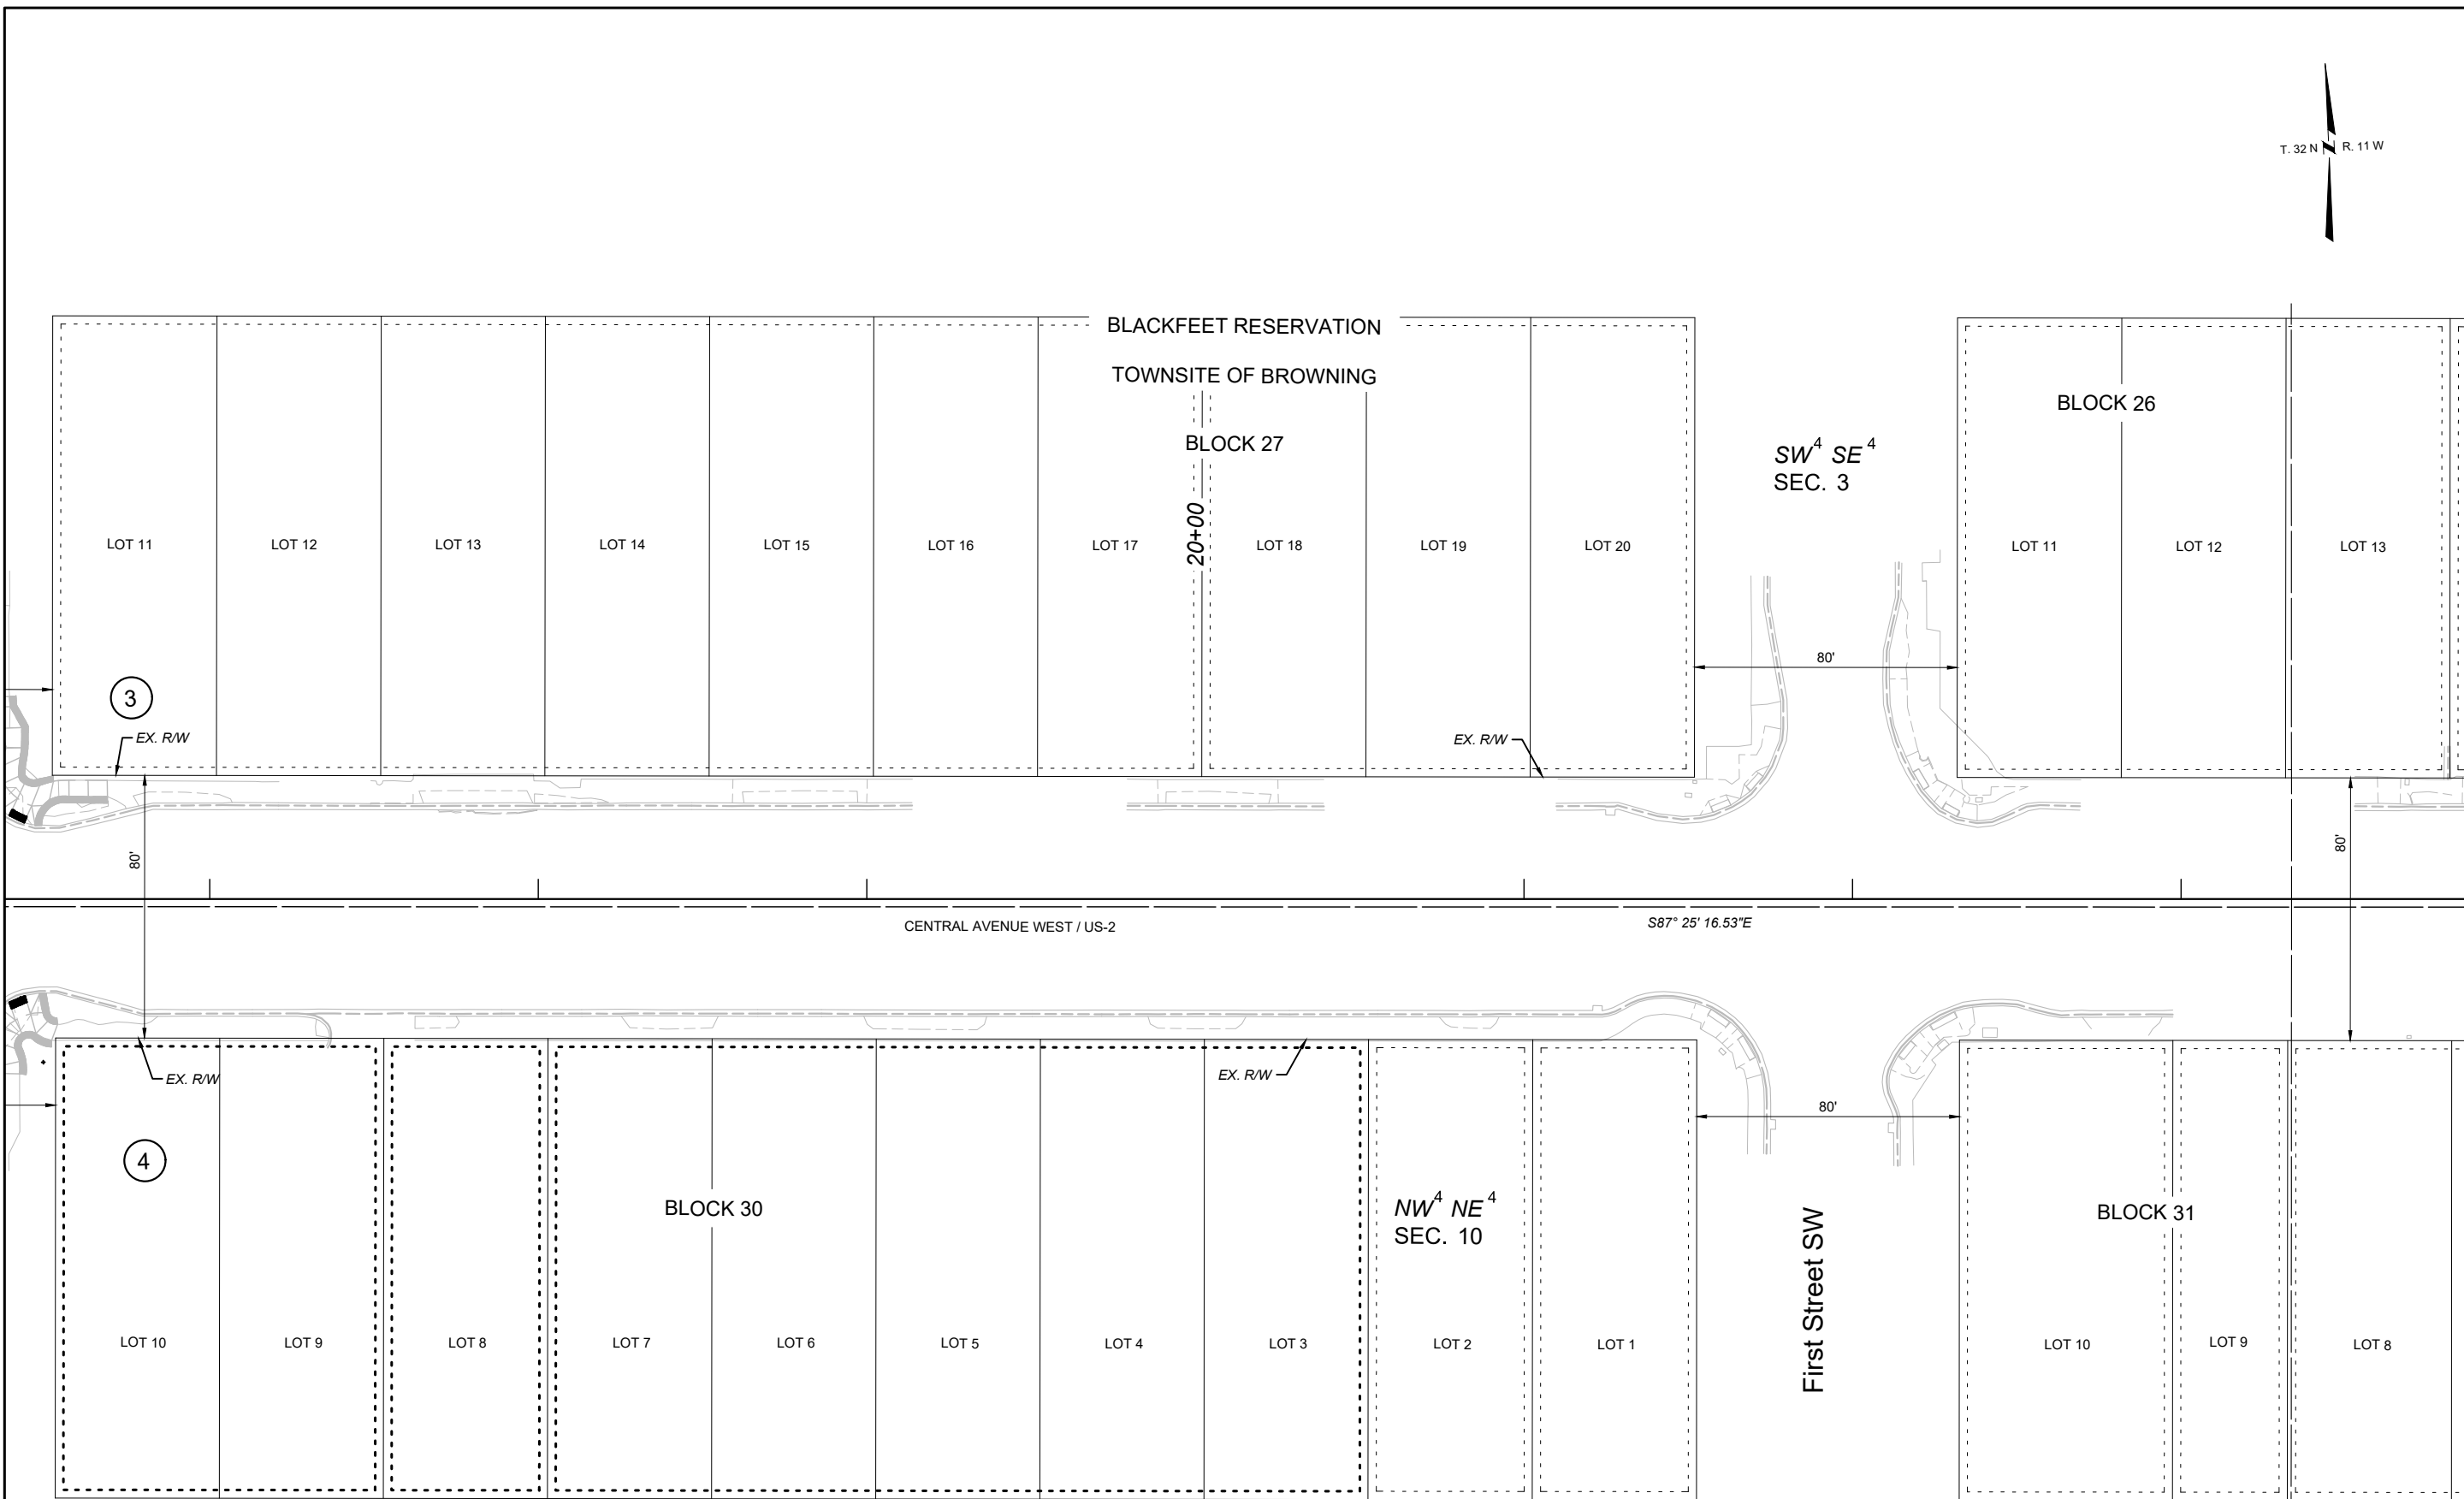 T. 32 N N R. 11 W
BLACKFEET RESERVATION
TOWNSITE OF BROWNING
BLOCK 27
BLOCK 26
SW4 SE4
SEC. 3
20+00
LOT 11
LOT 12
LOT 13
LOT 14
LOT 15
LOT 16
LOT 17
LOT 18
LOT 19
LOT 20
LOT 11
LOT 12
LOT 13
80'
3
EX. R/W
EX. R/W
80'
80'
CENTRAL AVENUE WEST / US-2
S87° 25' 16.53"E
EX. R/W
EX. R/W
80'
4
BLOCK 30
NW4 NE4
SEC. 10
First Street SW
BLOCK 31
LOT 10
LOT 9
LOT 8
LOT 7
LOT 6
LOT 5
LOT 4
LOT 3
LOT 2
LOT 1
LOT 10
LOT 9
LOT 8